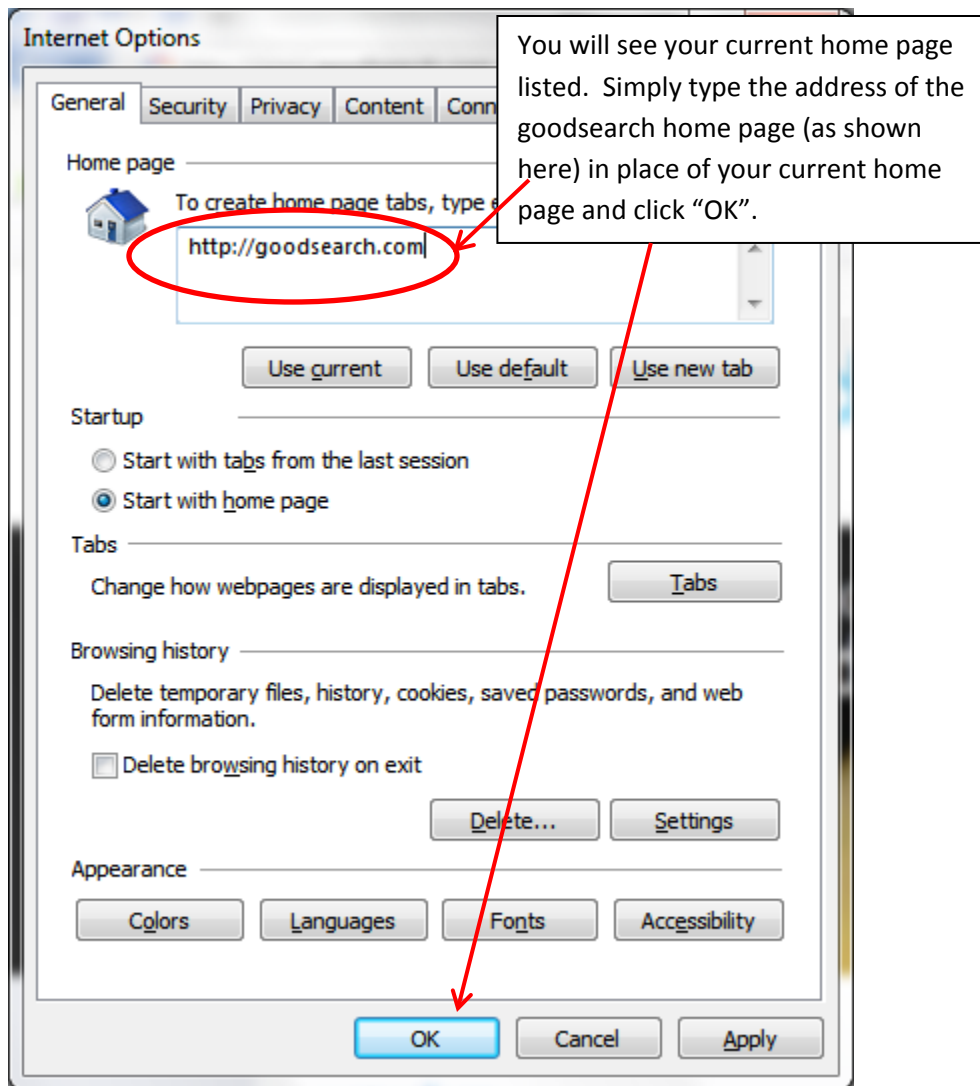 Internet Options
You will see your current home page
listed.  Simply type the address of the
goodsearch home page (as shown
here) in place of your current home
page and click “OK”.
General Security Privacy Content Conn
Home page
To create home page tabs, type
http://goodsearch.com
Use current Use default Use new tab
Startup
Start with tabs from the last session
Start with home page
Tabs
Change how webpages are displayed in tabs. Tabs
Browsing history
Delete temporary files, history, cookies, saved passwords, and web
form information.
Delete browsing history on exit
Delete... Settings
Appearance
Colors Languages Fonts Accessibility
OK Cancel Apply